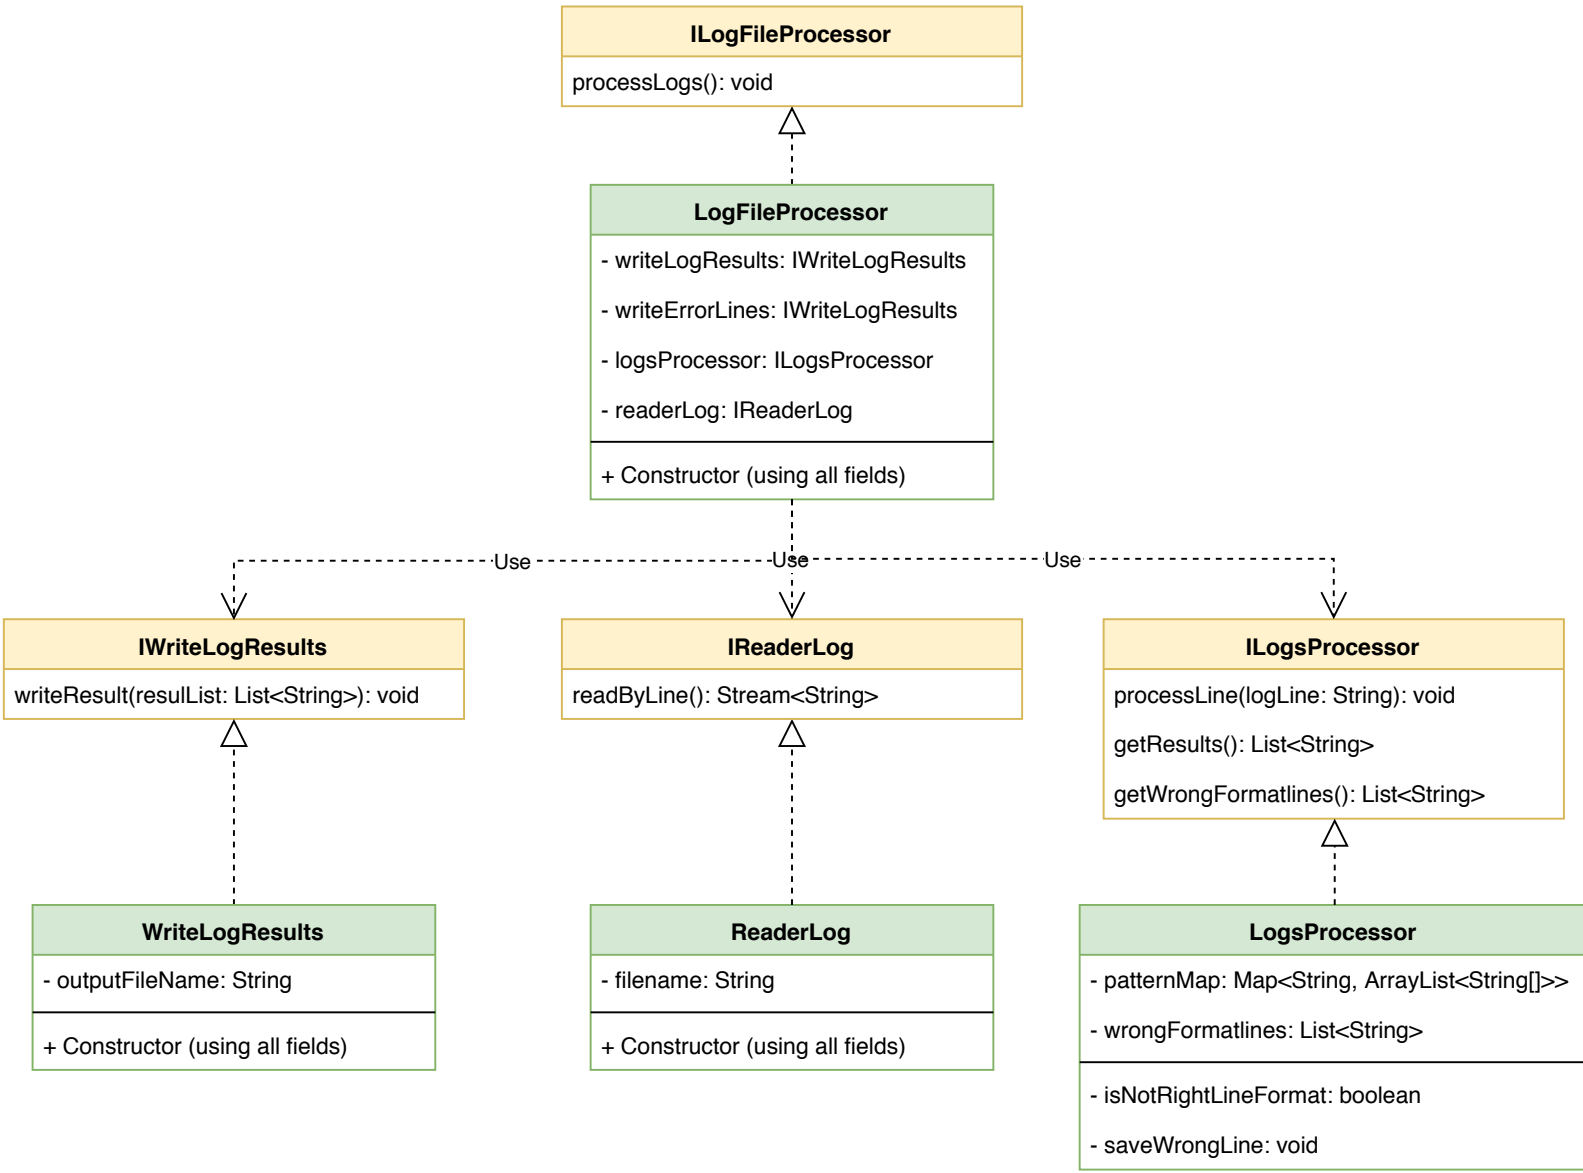 ILogFileProcessor
processLogs(): void
LogFileProcessor
- writeLogResults: IWriteLogResults
- writeErrorLines: IWriteLogResults
- logsProcessor: ILogsProcessor
- readerLog: IReaderLog
+ Constructor (using all fields)
Use
Use
Use
IWriteLogResults
writeResult(resulList: List<String>): void
IReaderLog
readByLine(): Stream<String>
ILogsProcessor
processLine(logLine: String): void
getResults(): List<String>
getWrongFormatlines(): List<String>
WriteLogResults
- outputFileName: String
+ Constructor (using all fields)
ReaderLog
- filename: String
+ Constructor (using all fields)
LogsProcessor
- patternMap: Map<String, ArrayList<String[]>>
- wrongFormatlines: List<String>
- isNotRightLineFormat: boolean
- saveWrongLine: void